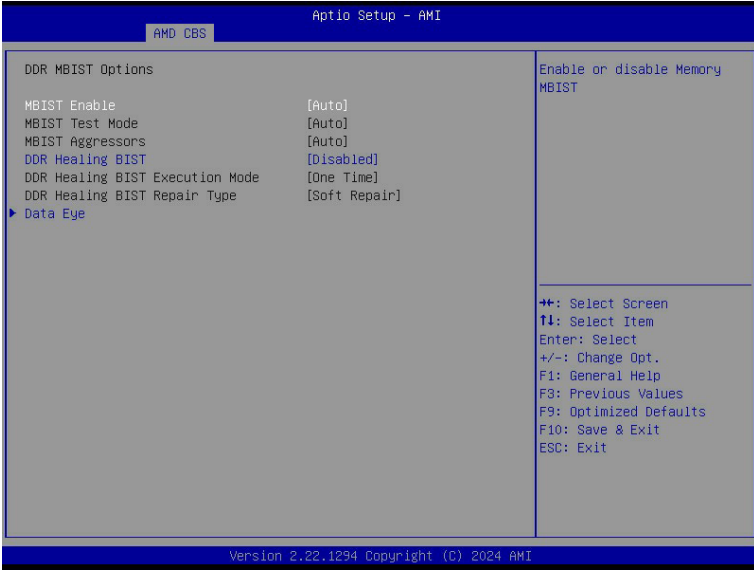 Aptio Setup – AMI
AMD CBS
DDR MBIST Options
MBIST Enable [Auto]
MBIST Test Mode [Auto]
MBIST Aggressors [Auto]
DDR Healing BIST [Disabled]
DDR Healing BIST Execution Mode [One Time]
DDR Healing BIST Repair Type [Soft Repair]
Data Eye
Enable or disable Memory
MBIST
→←: Select Screen
↑↓: Select Item
Enter: Select
+/-: Change Opt.
F1: General Help
F3: Previous Values
F9: Optimized Defaults
F10: Save & Exit
ESC: Exit
Version 2.22.1294 Copyright (C) 2024 AMI